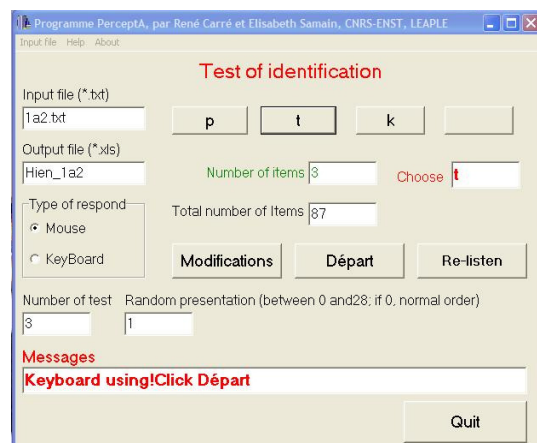 Programme PerceptA, par René Carré et Elisabeth Samain, CNRS-ENST, LEAPLE
Input file Help About
Test of identification
Input file (*.txt)
1a2.txt
p t k
Output file (*.xls)
Hien_1a2
Number of items 3
Choose t
Type of respond
Mouse
KeyBoard
Total number of Items 87
Modifications Départ Re-listen
Number of test Random presentation (between 0 and28; if 0, normal order)
3 1
Messages
Keyboard using!Click Départ
Quit